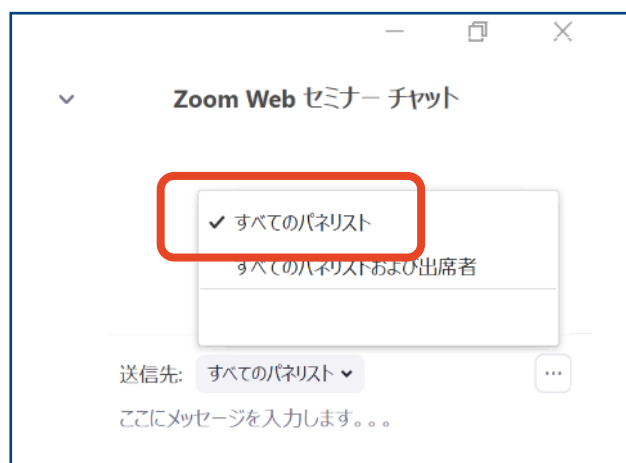 Zoom Web セミナー チャット
すべてのパネリスト
すべてのパネリストおよび出席者
送信先: すべてのパネリスト
ここにメッセージを入力します。。。